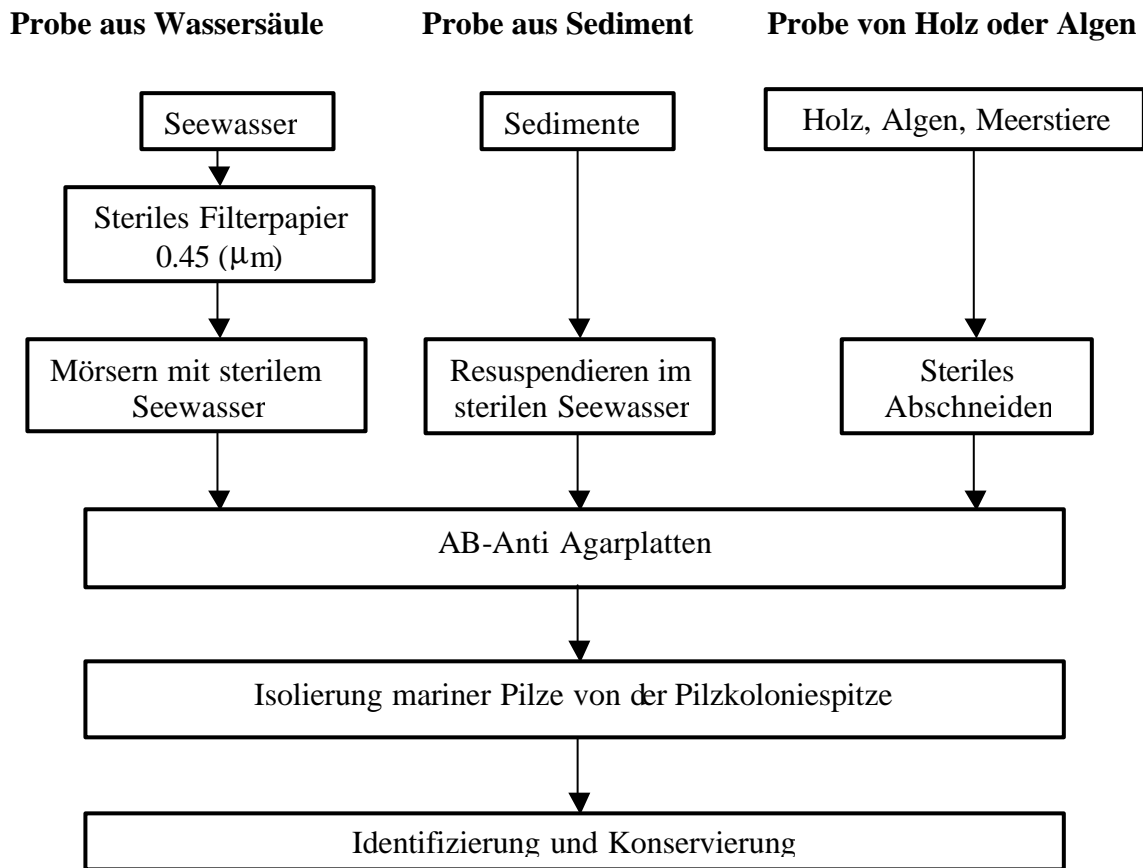 Probe aus Wassersäule
Probe aus Sediment
Probe von Holz oder Algen
Seewasser
Sedimente
Holz, Algen, Meerstiere
Steriles Filterpapier
0.45 (µm)
Mörsern mit sterilem
Seewasser
Resuspendieren im
sterilen Seewasser
Steriles
Abschneiden
AB-Anti Agarplatten
Isolierung mariner Pilze von der Pilzkoloniespitze
Identifizierung und Konservierung